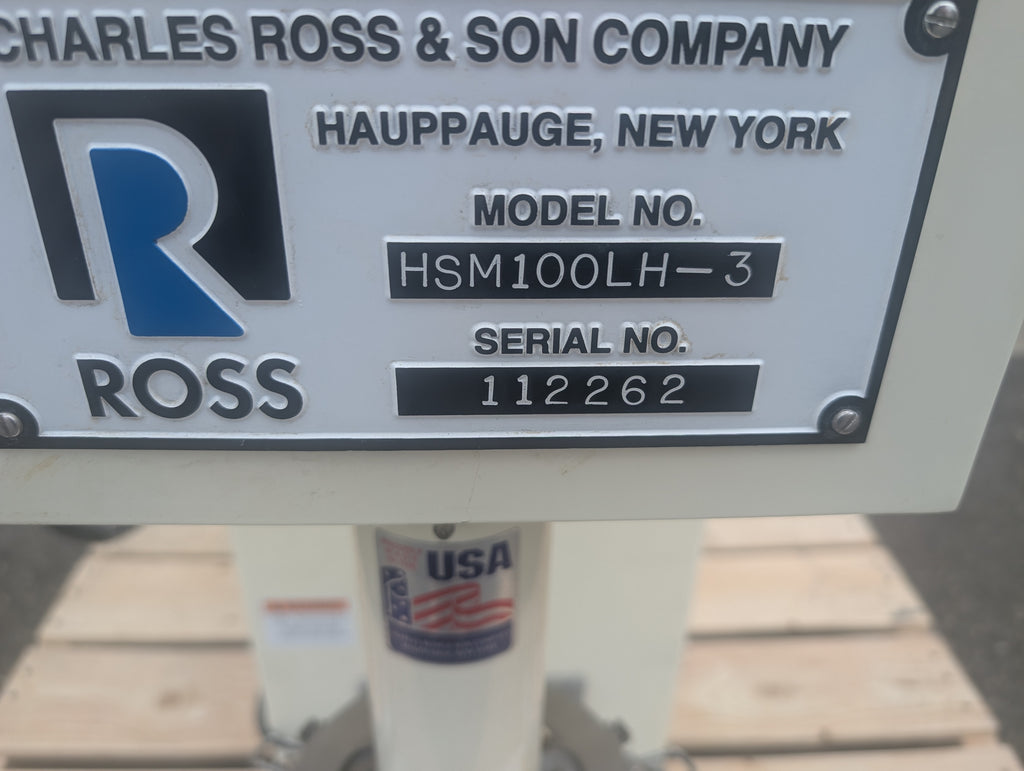 CHARLES ROSS & SON COMPANY
HAUPPAUGE, NEW YORK
MODEL NO.
HSM100LH-3
SERIAL NO.
112262
ROSS
USA